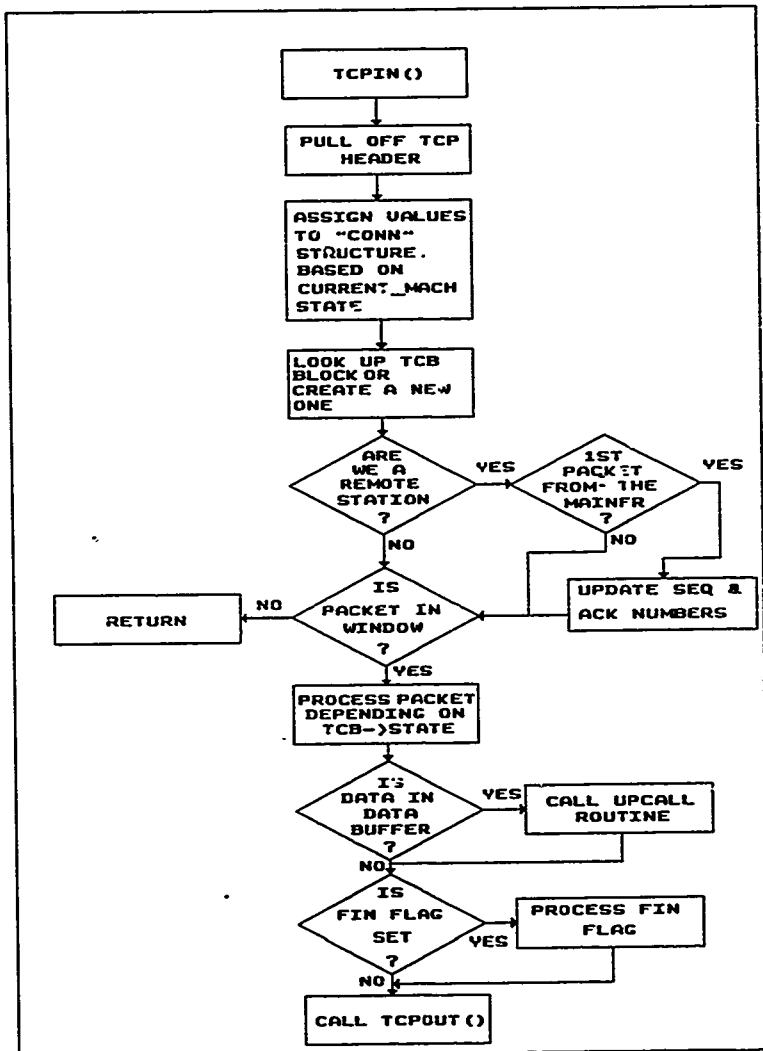 TCPIN()
PULL OFF TCP
HEADER
ASSIGN VALUES
TO "CONN"
STRUCTURE.
BASED ON
CURRENT_MACH
STATE
LOOK UP TCB
BLOCK OR
CREATE A NEW
ONE
ARE
WE A
REMOTE
STATION
?
YES
NO
1ST
PACKET
FROM THE
MAINFR
?
YES
NO
UPDATE SEQ &
ACK NUMBERS
IS
PACKET IN
WINDOW
?
NO
RETURN
YES
PROCESS PACKET
DEPENDING ON
TCB->STATE
IS
DATA IN
DATA
BUFFER
?
YES
CALL UPCALL
ROUTINE
NO
IS
FIN FLAG
SET
?
YES
PROCESS FIN
FLAG
NO
CALL TCPOUT()